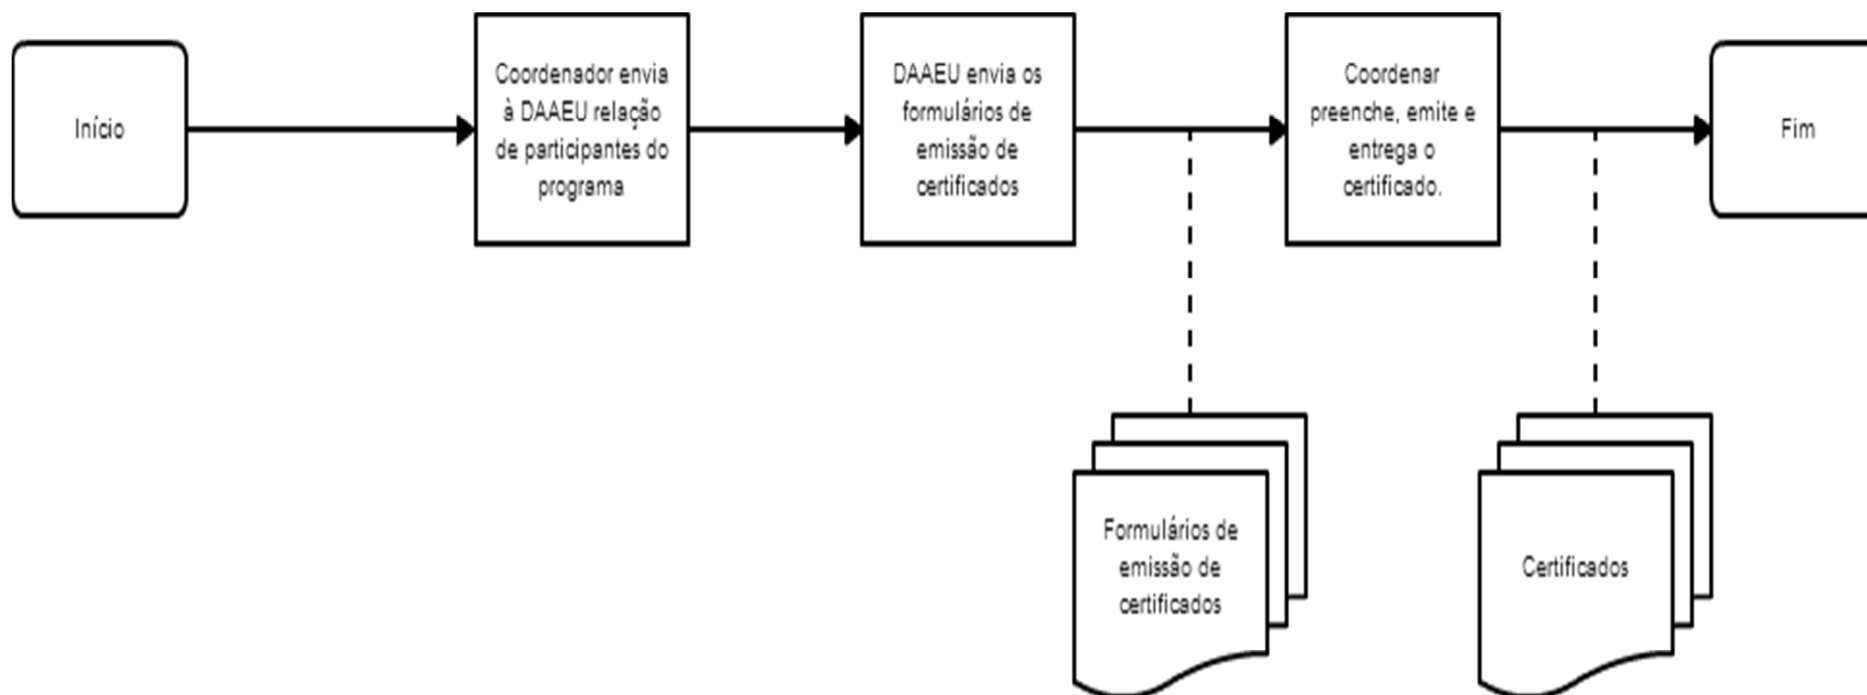 Início
Coordenador envia
à DAAEU relação
de participantes do
programa
DAAEU envia os
formulários de
emissão de
certificados
Coordenar
preenche, emite e
entrega o
certificado.
Fim
Formulários de
emissão de
certificados
Certificados